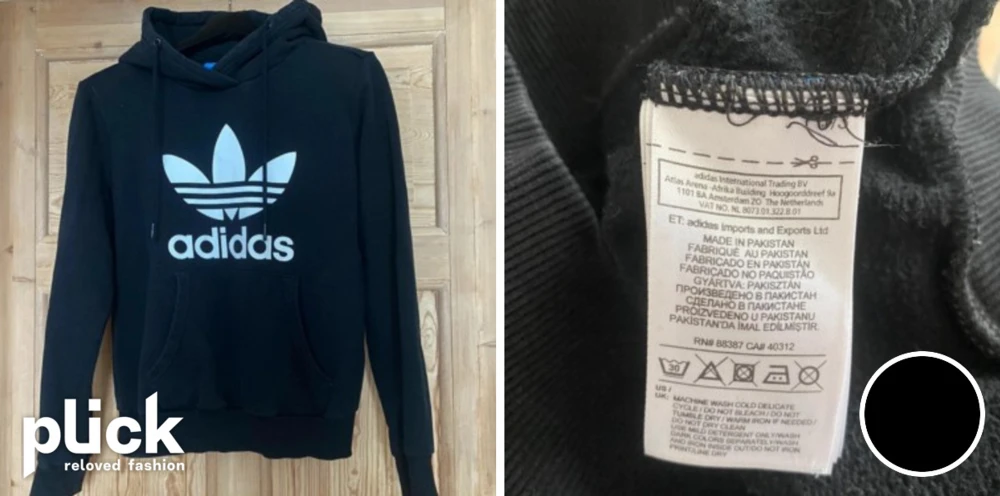 adidas
plick
reloved fashion
adidas International Trading BV
Atlas Arena -Afrika Building Hoogoorddreef 9a
1101 BA Amsterdam ZO The Netherlands
VAT NO. NL 8073.01.322.B.01
ET: adidas Imports and Exports Ltd
MADE IN PAKISTAN
FABRIQUÉ AU PAKISTAN
FABRICADO EN PAKISTÁN
FABRICADO NO PAQUISTÃO
GYÁRTVA: PAKISZTÁN
ПРОИЗВЕДЕНО В ПАКИСТАН
СДЕЛАНО В ПАКИСТАНЕ
PROIZVEDENO U PAKISTANU
PAKİSTAN'DA İMAL EDİLMİŞTİR.
RN# 88387 CA# 40312
30
US /
UK: MACHINE WASH COLD DELICATE
CYCLE / DO NOT BLEACH / DO NOT
TUMBLE DRY / WARM IRON IF NEEDED /
DO NOT DRY CLEAN
USE MILD DETERGENT ONLY/WASH
DARK COLORS SEPARATELY/WASH
AND IRON INSIDE OUT/DO NOT IRON
PRINT/LINE DRY